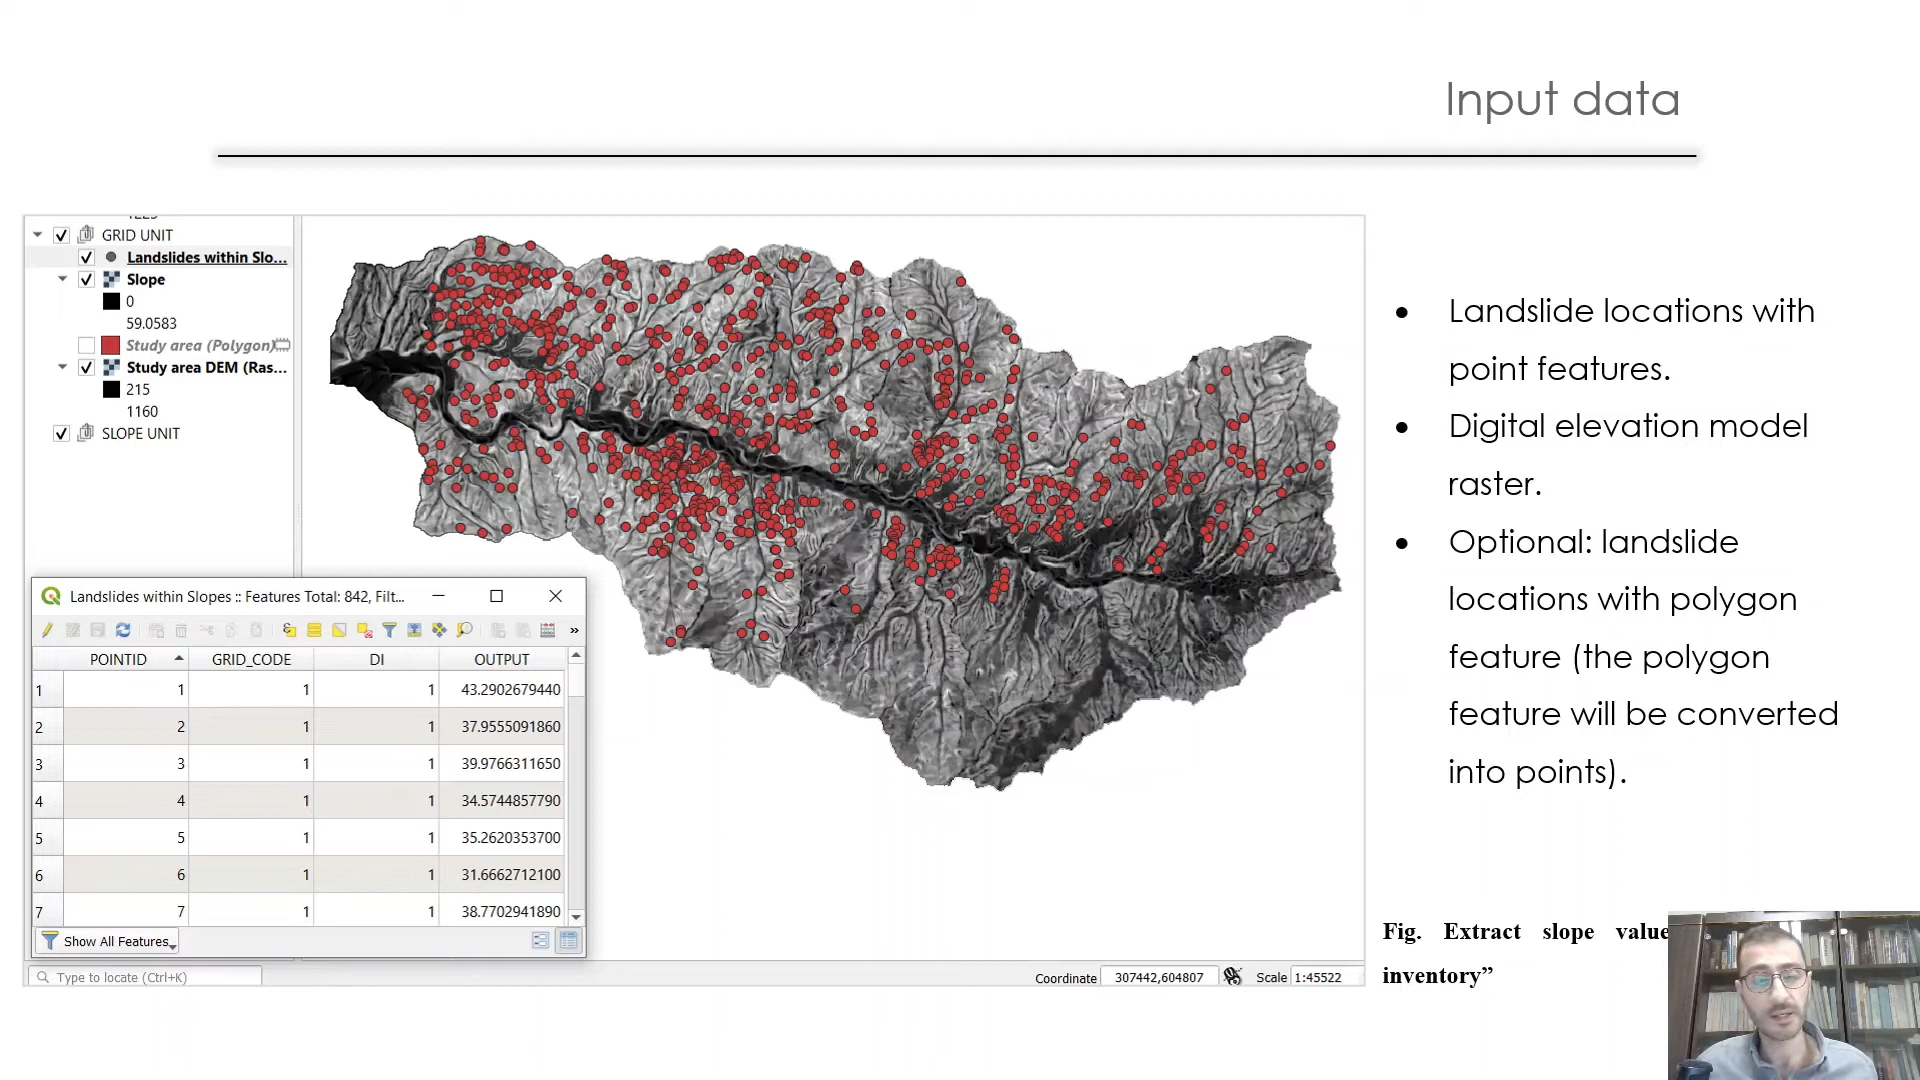 Input data
GRID UNIT
Landslides within Slo...
Slope
0
59.0583
Study area (Polygon)
Study area DEM (Ras...
215
1160
SLOPE UNIT
Landslides within Slopes :: Features Total: 842, Filt...
»
POINTID GRID_CODE DI OUTPUT
1 1 1 1 43.2902679440
2 2 1 1 37.9555091860
3 3 1 1 39.9766311650
4 4 1 1 34.5744857790
5 5 1 1 35.2620353700
6 6 1 1 31.6662712100
7 7 1 1 38.7702941890
Show All Features
Type to locate (Ctrl+K)
Coordinate 307442,604807 Scale 1:45522
• Landslide locations with
point features.
• Digital elevation model
raster.
• Optional: landslide
locations with polygon
feature (the polygon
feature will be converted
into points).
Fig. Extract slope value
inventory”